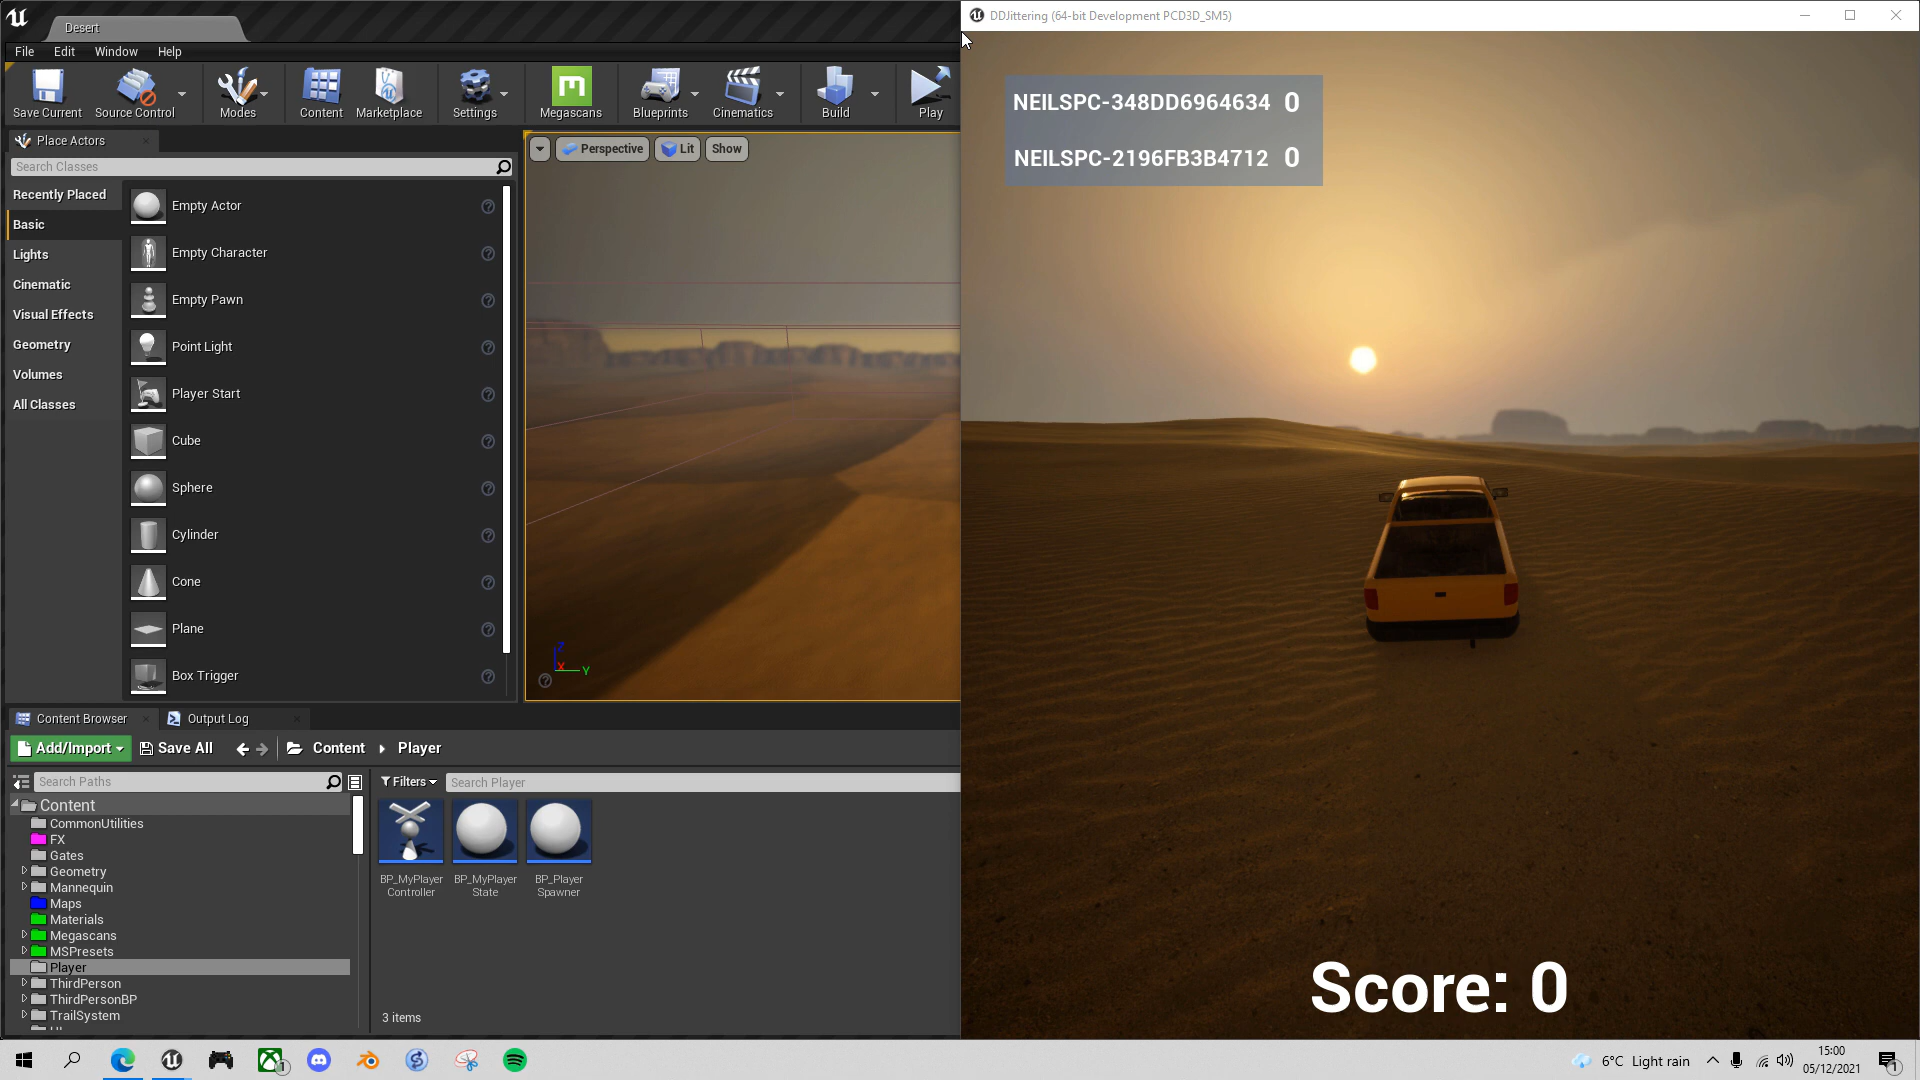 Desert
File Edit Window Help
Save Current Source Control Modes Content Marketplace Settings Megascans Blueprints Cinematics Build Play
Place Actors
Search Classes
Recently Placed
Basic
Lights
Cinematic
Visual Effects
Geometry
Volumes
All Classes
Empty Actor
Empty Character
Empty Pawn
Point Light
Player Start
Cube
Sphere
Cylinder
Cone
Plane
Box Trigger
Perspective Lit Show
Z
X
Y
DDJittering (64-bit Development PCD3D_SM5)
NEILSPC-348DD6964634 0
NEILSPC-2196FB3B4712 0
Score: 0
Content Browser Output Log
Add/Import Save All Content Player
Search Paths
Filters Search Player
Content
CommonUtilities
FX
Gates
Geometry
Mannequin
Maps
Materials
Megascans
MSPresets
Player
ThirdPerson
ThirdPersonBP
TrailSystem
BP_MyPlayer
Controller
BP_MyPlayer
State
BP_Player
Spawner
3 items
1
6°C Light rain
15:00
05/12/2021
1